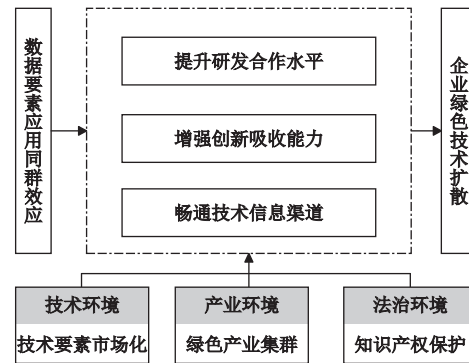 数据要素应用同群效应
提升研发合作水平
增强创新吸收能力
畅通技术信息渠道
企业绿色技术扩散
技术环境
技术要素市场化
产业环境
绿色产业集群
法治环境
知识产权保护